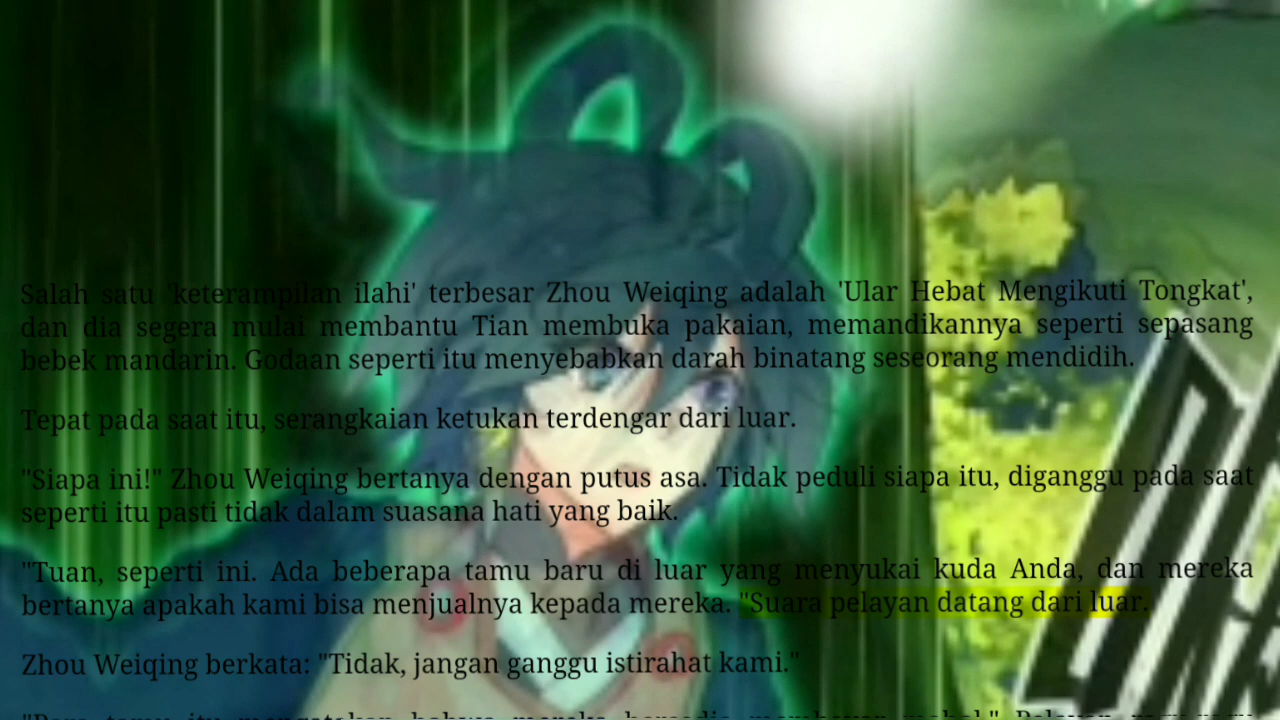 Salah satu 'keterampilan ilahi' terbesar Zhou Weiqing adalah 'Ular Hebat Mengikuti Tongkat',
dan dia segera mulai membantu Tian membuka pakaian, memandikannya seperti sepasang
bebek mandarin. Godaan seperti itu menyebabkan darah binatang seseorang mendidih.
Tepat pada saat itu, serangkaian ketukan terdengar dari luar.
"Siapa ini!" Zhou Weiqing bertanya dengan putus asa. Tidak peduli siapa itu, diganggu pada saat
seperti itu pasti tidak dalam suasana hati yang baik.
"Tuan, seperti ini. Ada beberapa tamu baru di luar yang menyukai kuda Anda, dan mereka
bertanya apakah kami bisa menjualnya kepada mereka. "Suara pelayan datang dari luar.
Zhou Weiqing berkata: "Tidak, jangan ganggu istirahat kami."